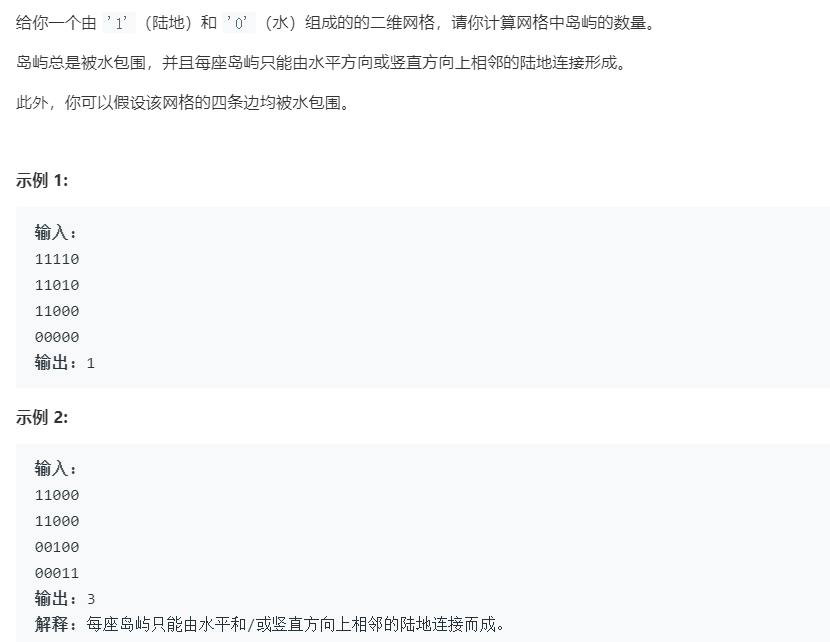 给你一个由 '1'（陆地）和 '0'（水）组成的的二维网格，请你计算网格中岛屿的数量。
岛屿总是被水包围，并且每座岛屿只能由水平方向或竖直方向上相邻的陆地连接形成。
此外，你可以假设该网格的四条边均被水包围。
示例 1:
输入:
11110
11010
11000
00000
输出: 1
示例 2:
输入:
11000
11000
00100
00011
输出: 3
解释: 每座岛屿只能由水平和/或竖直方向上相邻的陆地连接而成。